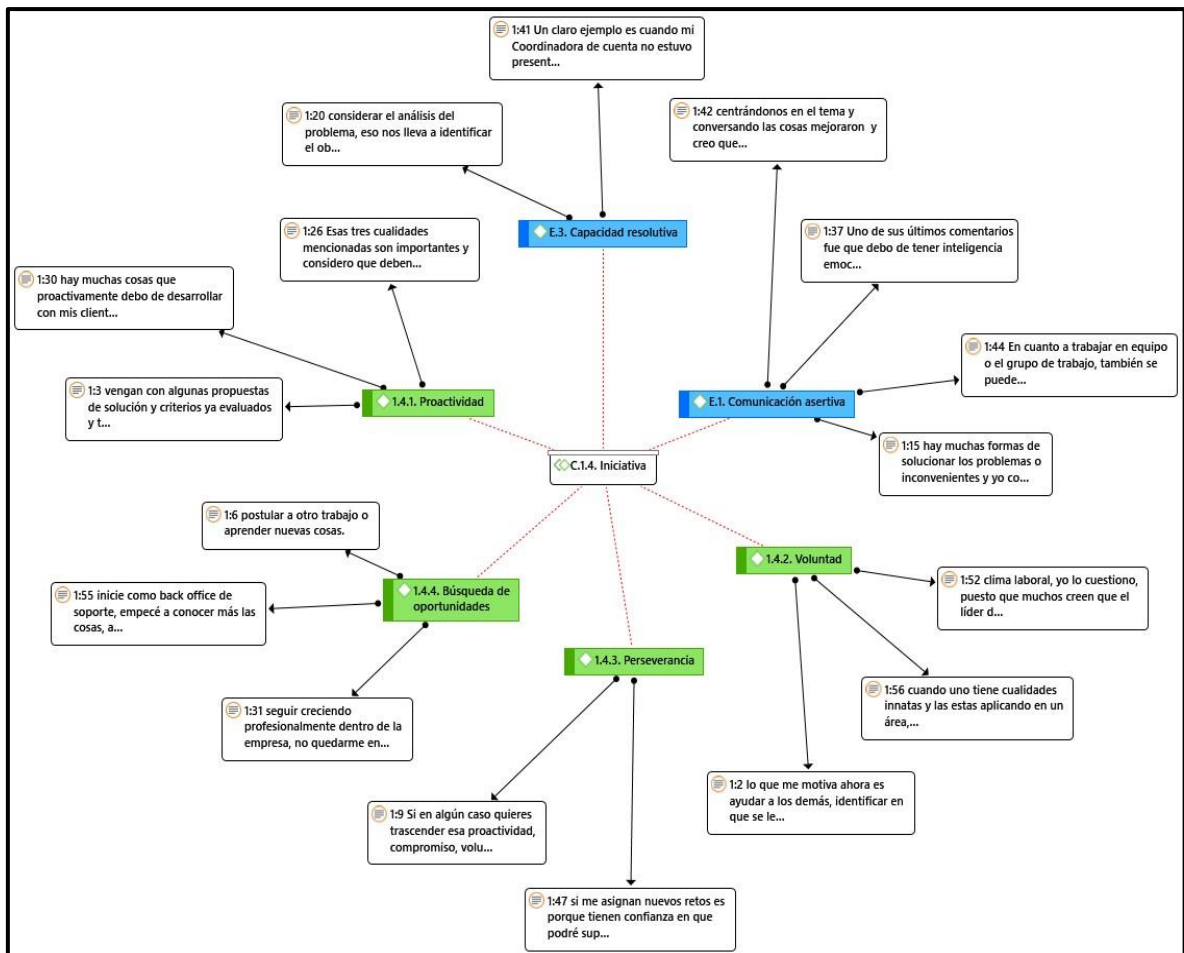 1:41 Un claro ejemplo es cuando mi
Coordinadora de cuenta no estuvo
present...
1:20 considerar el análisis del
problema, eso nos lleva a identificar
el ob...
1:42 centrándonos en el tema y
conversando las cosas mejoraron y
creo que...
E.3. Capacidad resolutiva
1:26 Esas tres cualidades
mencionadas son importantes y
considero que deben...
1:37 Uno de sus últimos comentarios
fue que debo de tener inteligencia
emoc...
1:30 hay muchas cosas que
proactivamente debo de desarrollar
con mis client...
1:44 En cuanto a trabajar en equipo
o el grupo de trabajo, también se
puede...
1:3 vengan con algunas propuestas
de solución y criterios ya evaluados
y t...
1.4.1. Proactividad
E.1. Comunicación asertiva
1:15 hay muchas formas de
solucionar los problemas o
inconvenientes y yo co...
C.1.4. Iniciativa
1:6 postular a otro trabajo o
aprender nuevas cosas.
1.4.2. Voluntad
1:55 inicie como back office de
soporte, empecé a conocer más las
cosas, a...
1.4.4. Búsqueda de
oportunidades
1:52 clima laboral, yo lo cuestiono,
puesto que muchos creen que el
líder d...
1.4.3. Perseverancia
1:56 cuando uno tiene cualidades
innatas y las estas aplicando en un
área,...
1:31 seguir creciendo
profesionalmente dentro de la
empresa, no quedarme en...
1:2 lo que me motiva ahora es
ayudar a los demás, identificar en
que se le...
1:9 Si en algún caso quieres
trascender esa proactividad,
compromiso, volu...
1:47 si me asignan nuevos retos es
porque tienen confianza en que
podré sup...